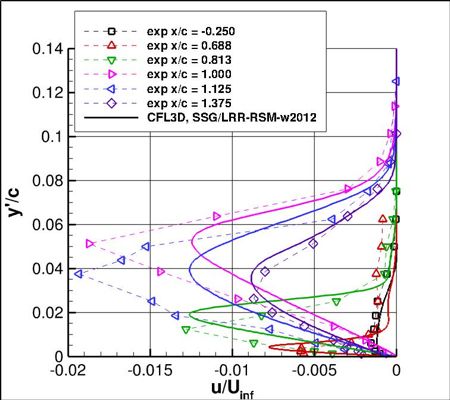 exp x/c = -0.250
exp x/c = 0.688
exp x/c = 0.813
exp x/c = 1.000
exp x/c = 1.125
exp x/c = 1.375
CFL3D, SSG/LRR-RSM-w2012
0.14
0.12
0.1
0.08
0.06
0.04
0.02
0
y'/c
-0.02 -0.015 -0.01 -0.005 0
u/Uinf